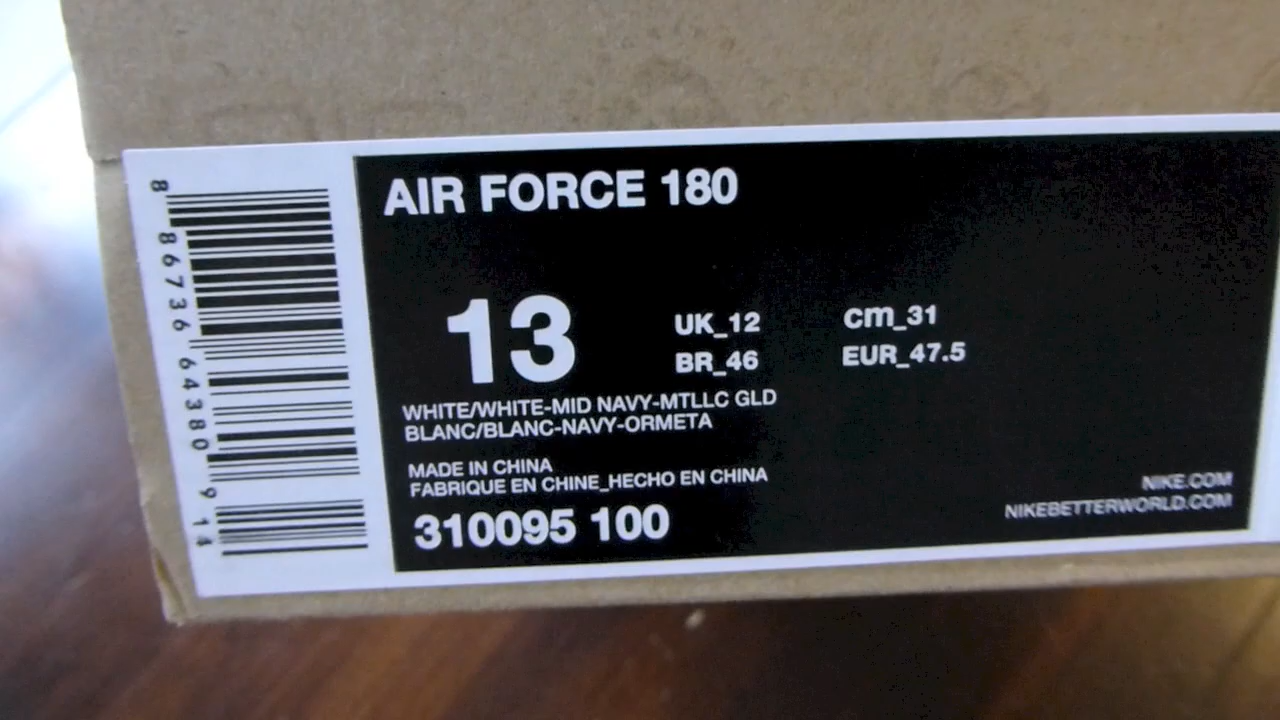 AIR FORCE 180
13
UK_12
cm_31
BR_46
EUR_47.5
WHITE/WHITE-MID NAVY-MTLLC GLD
BLANC/BLANC-NAVY-ORMETA
MADE IN CHINA
FABRIQUE EN CHINE_HECHO EN CHINA
310095 100
NIKE.COM
NIKEBETTERWORLD.COM
8 86736 64380 9 14